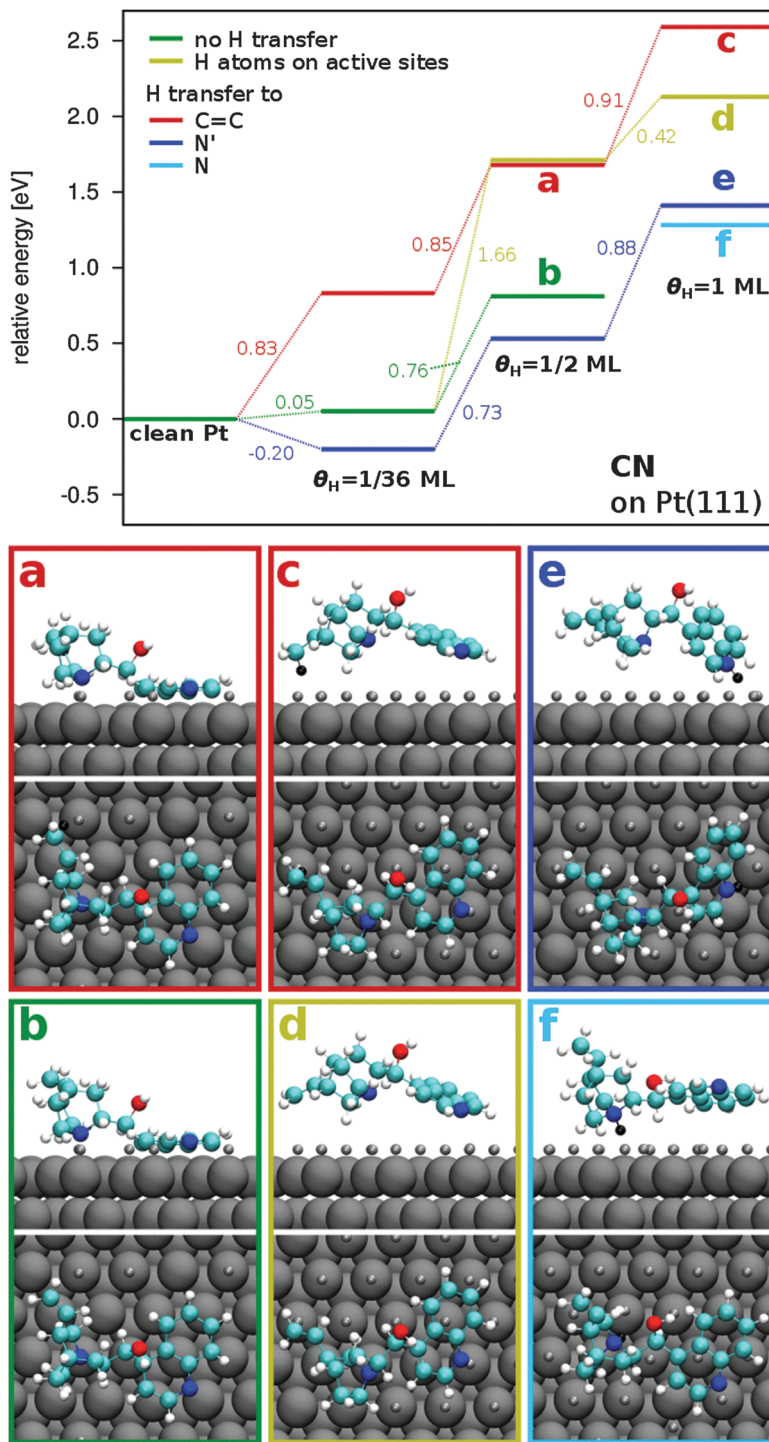 2.5
2.0
1.5
1.0
0.5
0.0
-0.5
relative energy [eV]
no H transfer
H atoms on active sites
H transfer to
C=C
N'
N
0.91
c
0.42
d
a
e
0.85
1.66
f
b
0.88
θH=1 ML
0.83
0.76
θH=1/2 ML
0.05
0.73
clean Pt
-0.20
θH=1/36 ML
CN
on Pt(111)
a
c
e
b
d
f